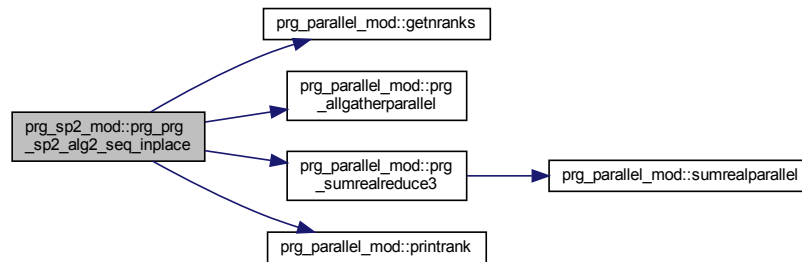 prg_parallel_mod::getnranks
prg_parallel_mod::prg
_allgatherparallel
prg_sp2_mod::prg_prg
_sp2_alg2_seq_inplace
prg_parallel_mod::prg
_sumrealreduce3
prg_parallel_mod::sumrealparallel
prg_parallel_mod::printrank